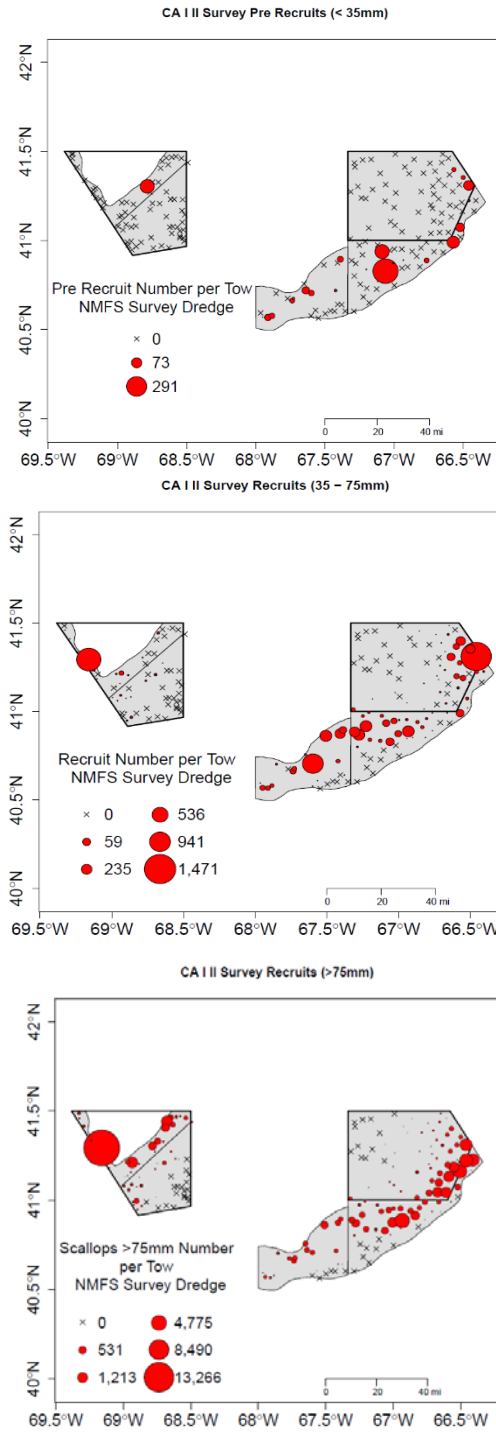 CA I II Survey Pre Recruits (< 35mm)
42°N
41.5°N
41°N
40.5°N
40°N
Pre Recruit Number per Tow
NMFS Survey Dredge
× 0
73
291
0 20 40 mi
69.5°W 69°W 68.5°W 68°W 67.5°W 67°W 66.5°W
CA I II Survey Recruits (35 – 75mm)
42°N
41.5°N
41°N
40.5°N
40°N
Recruit Number per Tow
NMFS Survey Dredge
× 0 536
59 941
235 1,471
0 20 40 mi
69.5°W 69°W 68.5°W 68°W 67.5°W 67°W 66.5°W
CA I II Survey Recruits (>75mm)
42°N
41.5°N
41°N
40.5°N
40°N
Scallops >75mm Number
per Tow
NMFS Survey Dredge
× 0 4,775
531 8,490
1,213 13,266
0 20 40 mi
69.5°W 69°W 68.5°W 68°W 67.5°W 67°W 66.5°W